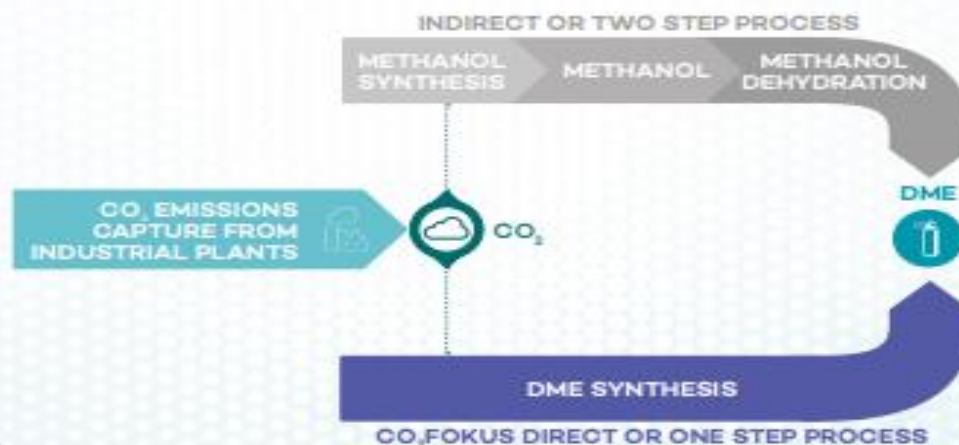 INDIRECT OR TWO STEP PROCESS
METHANOL
SYNTHESIS
METHANOL
METHANOL
DEHYDRATION
DME
CO₂ EMISSIONS
CAPTURE FROM
INDUSTRIAL PLANTS
CO₂
DME SYNTHESIS
CO₂FOKUS DIRECT OR ONE STEP PROCESS